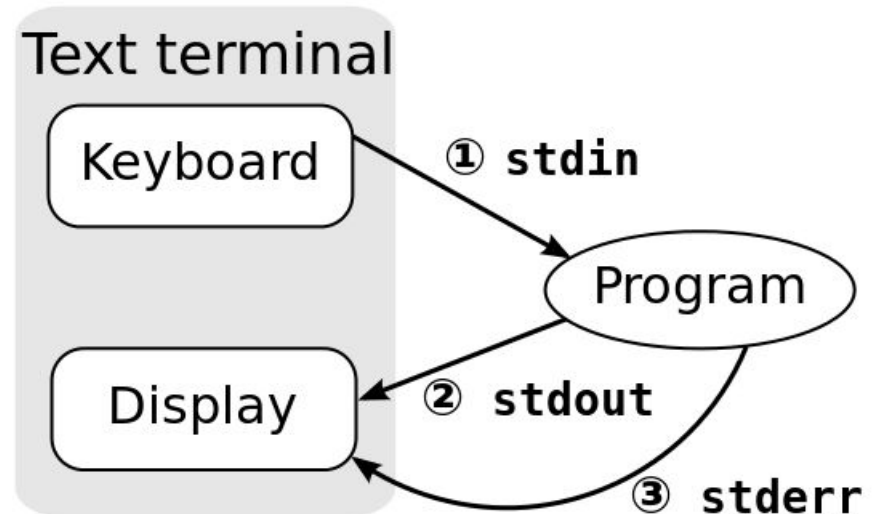 Text terminal
Keyboard
① stdin
Program
Display
② stdout
③ stderr